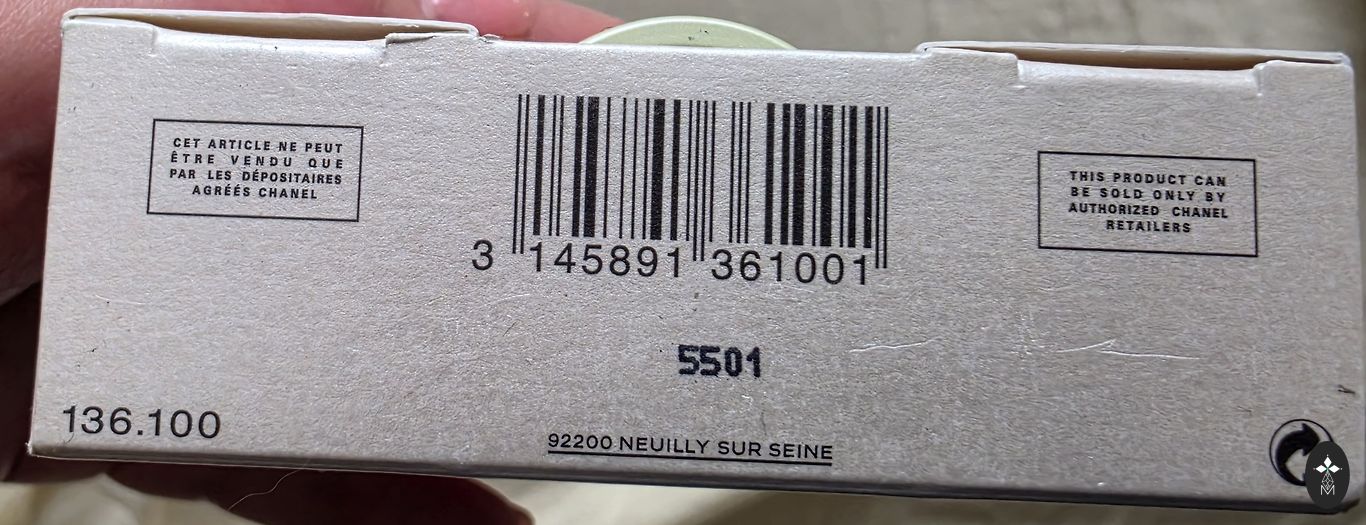 CET ARTICLE NE PEUT
ÊTRE VENDU QUE
PAR LES DÉPOSITAIRES
AGRÉÉS CHANEL
3 145891 361001
THIS PRODUCT CAN
BE SOLD ONLY BY
AUTHORIZED CHANEL
RETAILERS
5501
136.100
92200 NEUILLY SUR SEINE
M